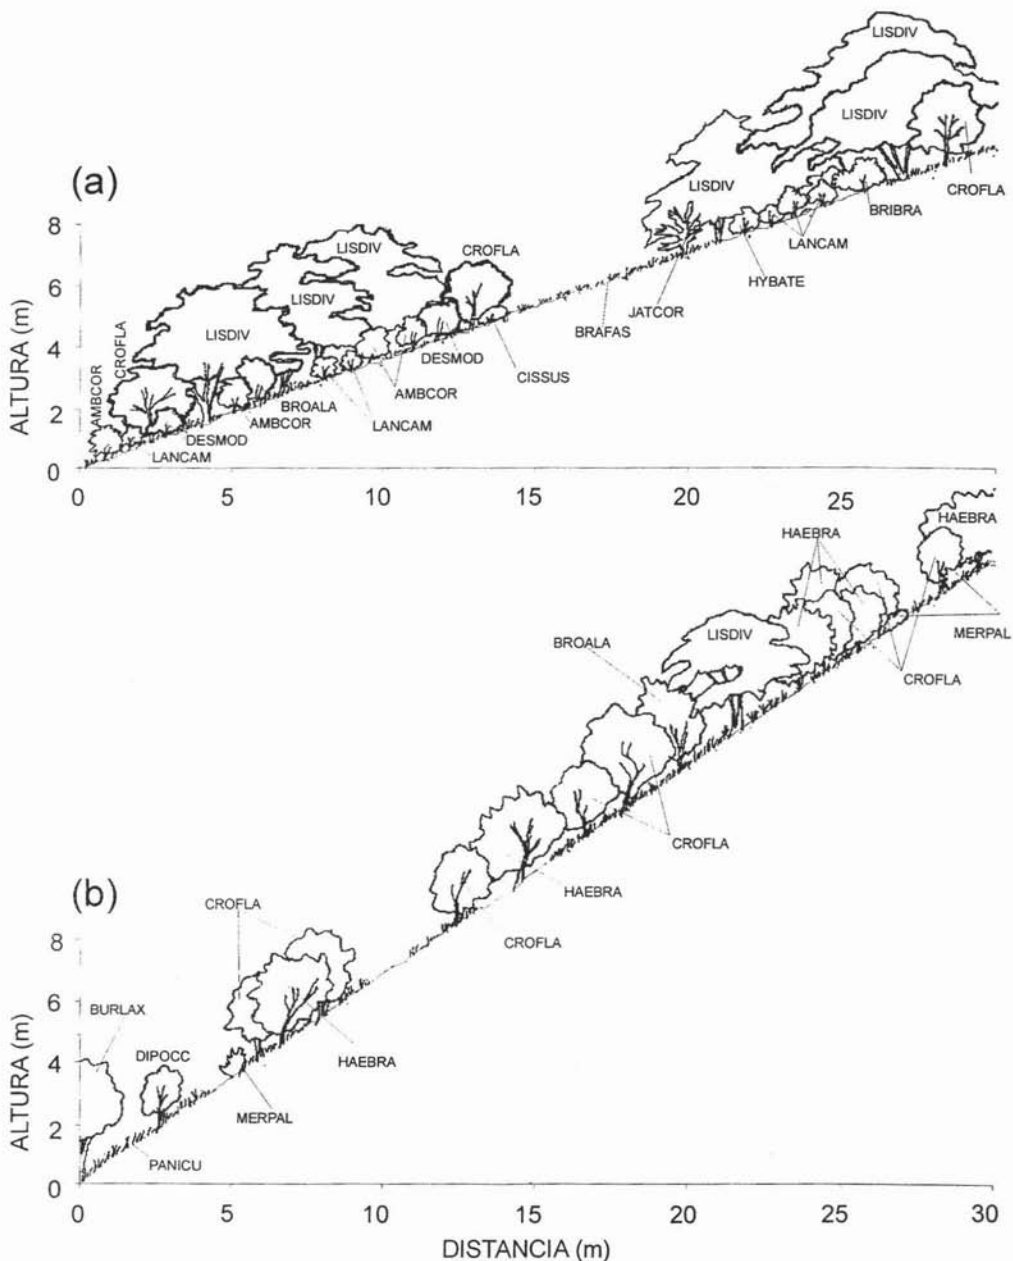 LISDIV
LISDIV
(a)
LISDIV
CROFLA
8
LISDIV
CROFLA
BRIBRA
LANCAM
HYBATE
6
LISDIV
JATCOR
ALTURA (m)
CROFLA
LISDIV
BRAFAS
4
DESMOD
CISSUS
AMBCOR
AMBCOR
BROALA
LANCAM
2
AMBCOR
DESMOD
LANCAM
0
0 5 10 15 20 25
HAEBRA
HAEBRA
MERPAL
LISDIV
BROALA
CROFLA
CROFLA
HAEBRA
(b)
CROFLA
CROFLA
8
6
BURLAX
ALTURA (m)
DIPOCC
HAEBRA
4
MERPAL
2
PANICU
0
0 5 10 15 20 25 30
DISTANCIA (m)